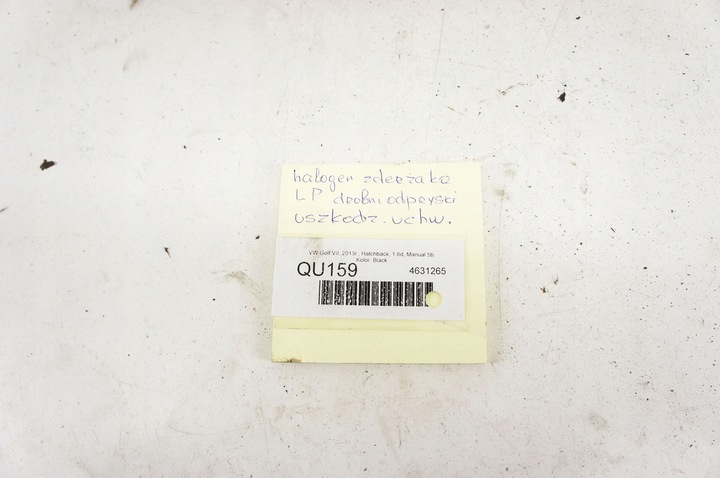 halogen zderzaka
LP drobni odpryski
uszkodz. uchw.
VW Golf VII, 2013r., Hatchback, 1.6d, Manual 5b,
Kolor: Black
QU159 4631265